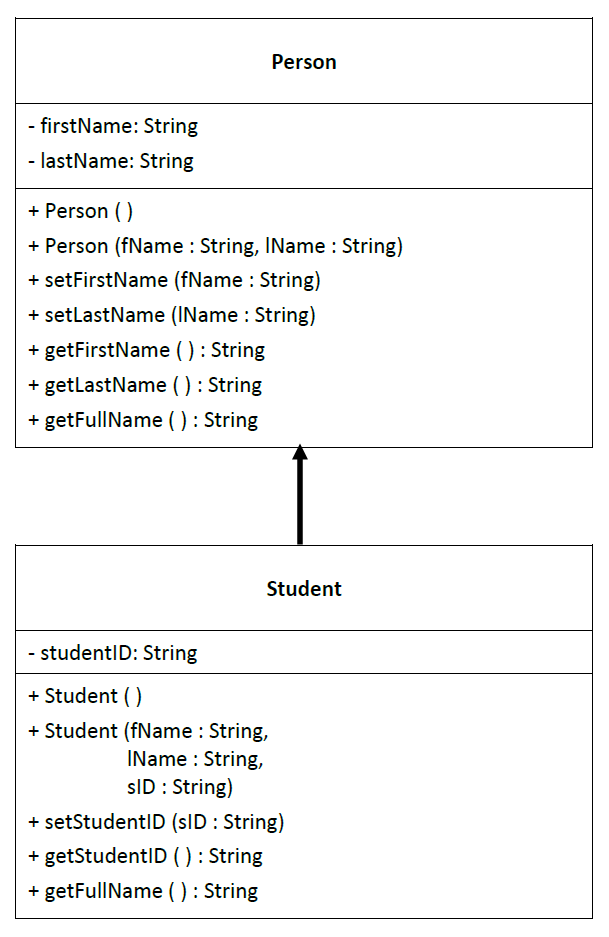 Person
- firstName: String
- lastName: String
+ Person ( )
+ Person (fName : String, lName : String)
+ setFirstName (fName : String)
+ setLastName (lName : String)
+ getFirstName ( ) : String
+ getLastName ( ) : String
+ getFullName ( ) : String
Student
- studentID: String
+ Student ( )
+ Student (fName : String,
lName : String,
sID : String)
+ setStudentID (sID : String)
+ getStudentID ( ) : String
+ getFullName ( ) : String